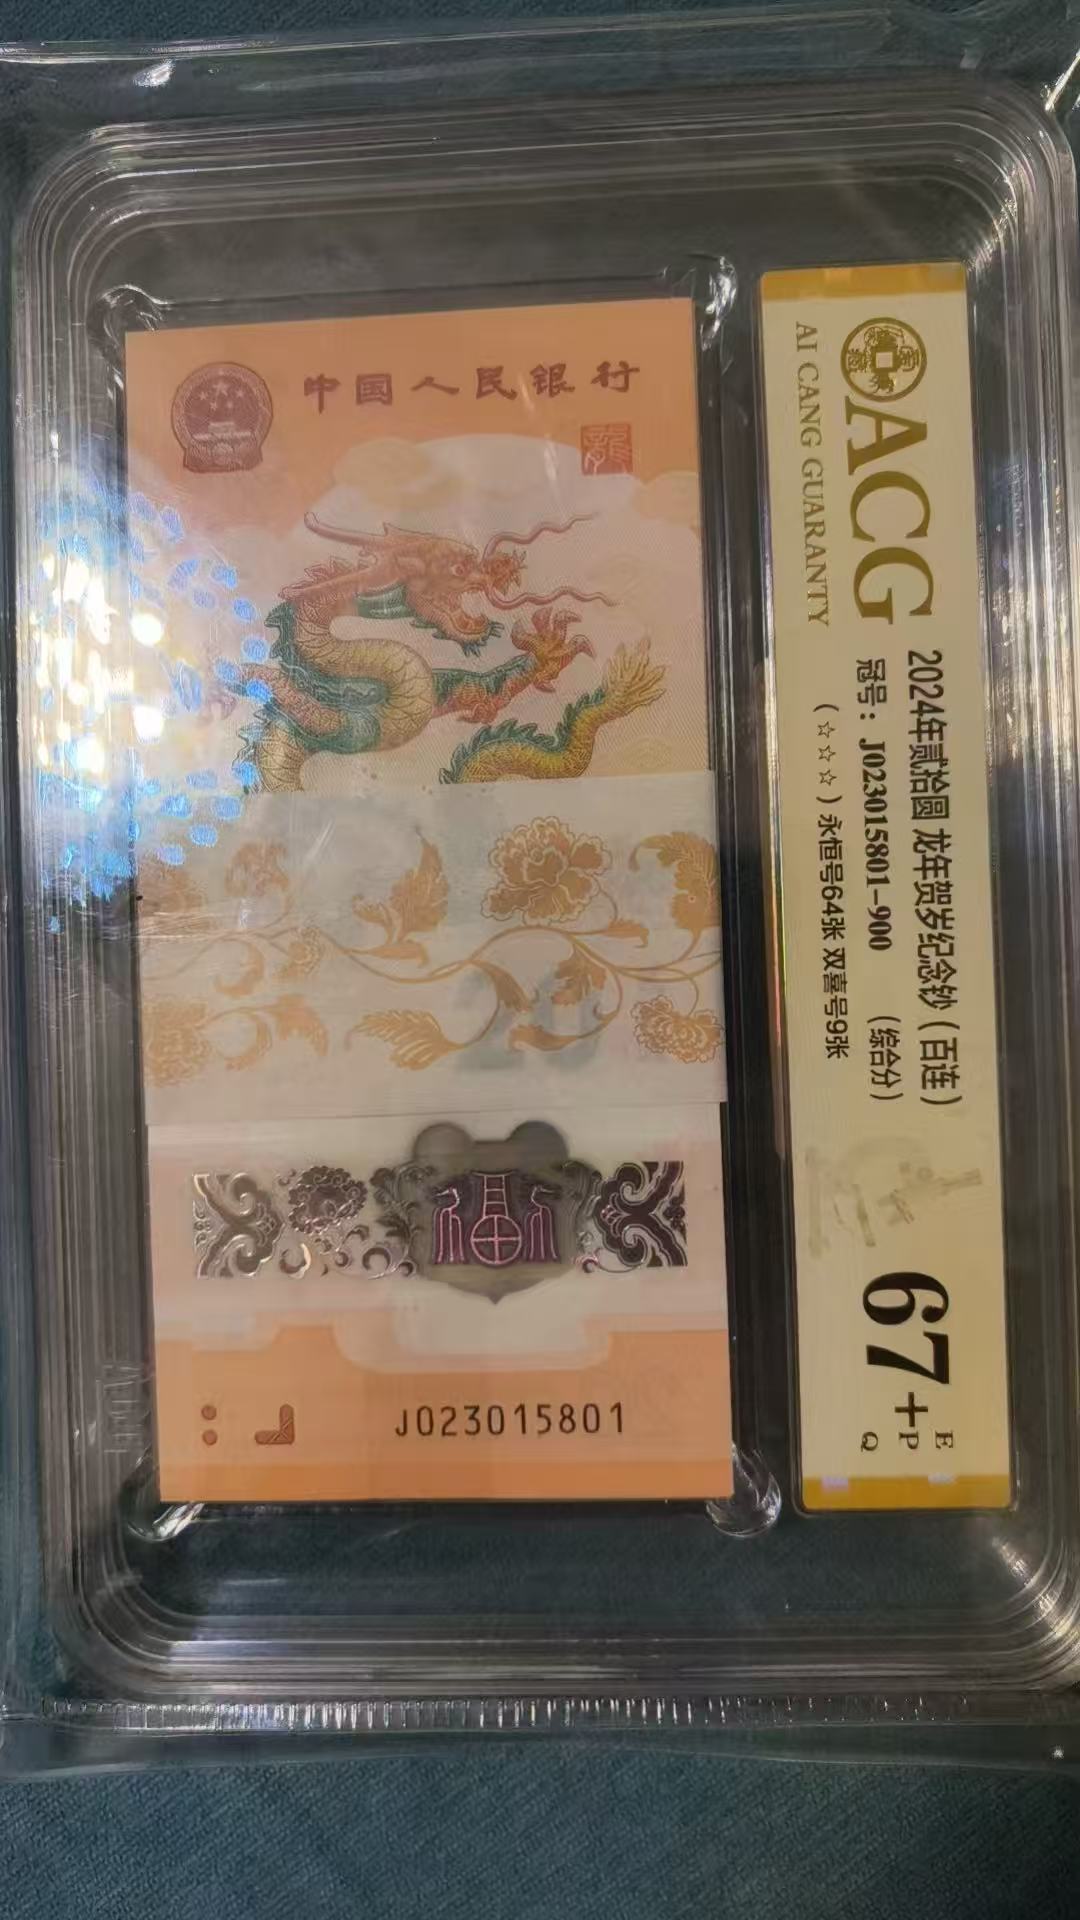 中国人民银行
龍
福
J023015801
ACG
AI CANG GUARANTY
2024年贰拾圆 龙年贺岁纪念钞（百连）
冠号：J023015801-900 （综合分）
（☆☆☆）永恒号64张 双喜号9张
67+
E
P
Q